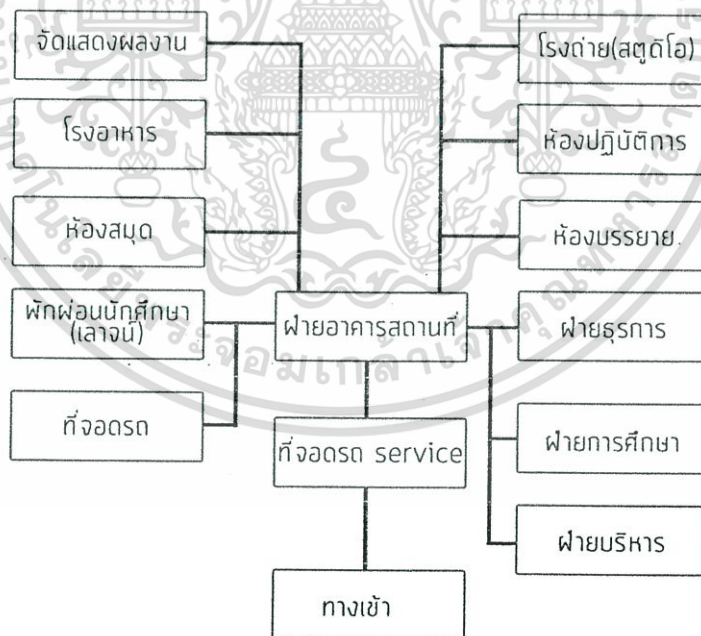 จัดแสดงผลงาน
โรงอาหาร
ห้องสมุด
พักผ่อนนักศึกษา
(เลาจน์)
ที่จอดรถ
โรงถ่าย(สตูดิโอ)
ห้องปฏิบัติการ
ห้องบรรยาย
ฝ่ายอาคารสถานที่
ฝ่ายธุรการ
ฝ่ายการศึกษา
ฝ่ายบริหาร
ที่จอดรถ service
ทางเข้า